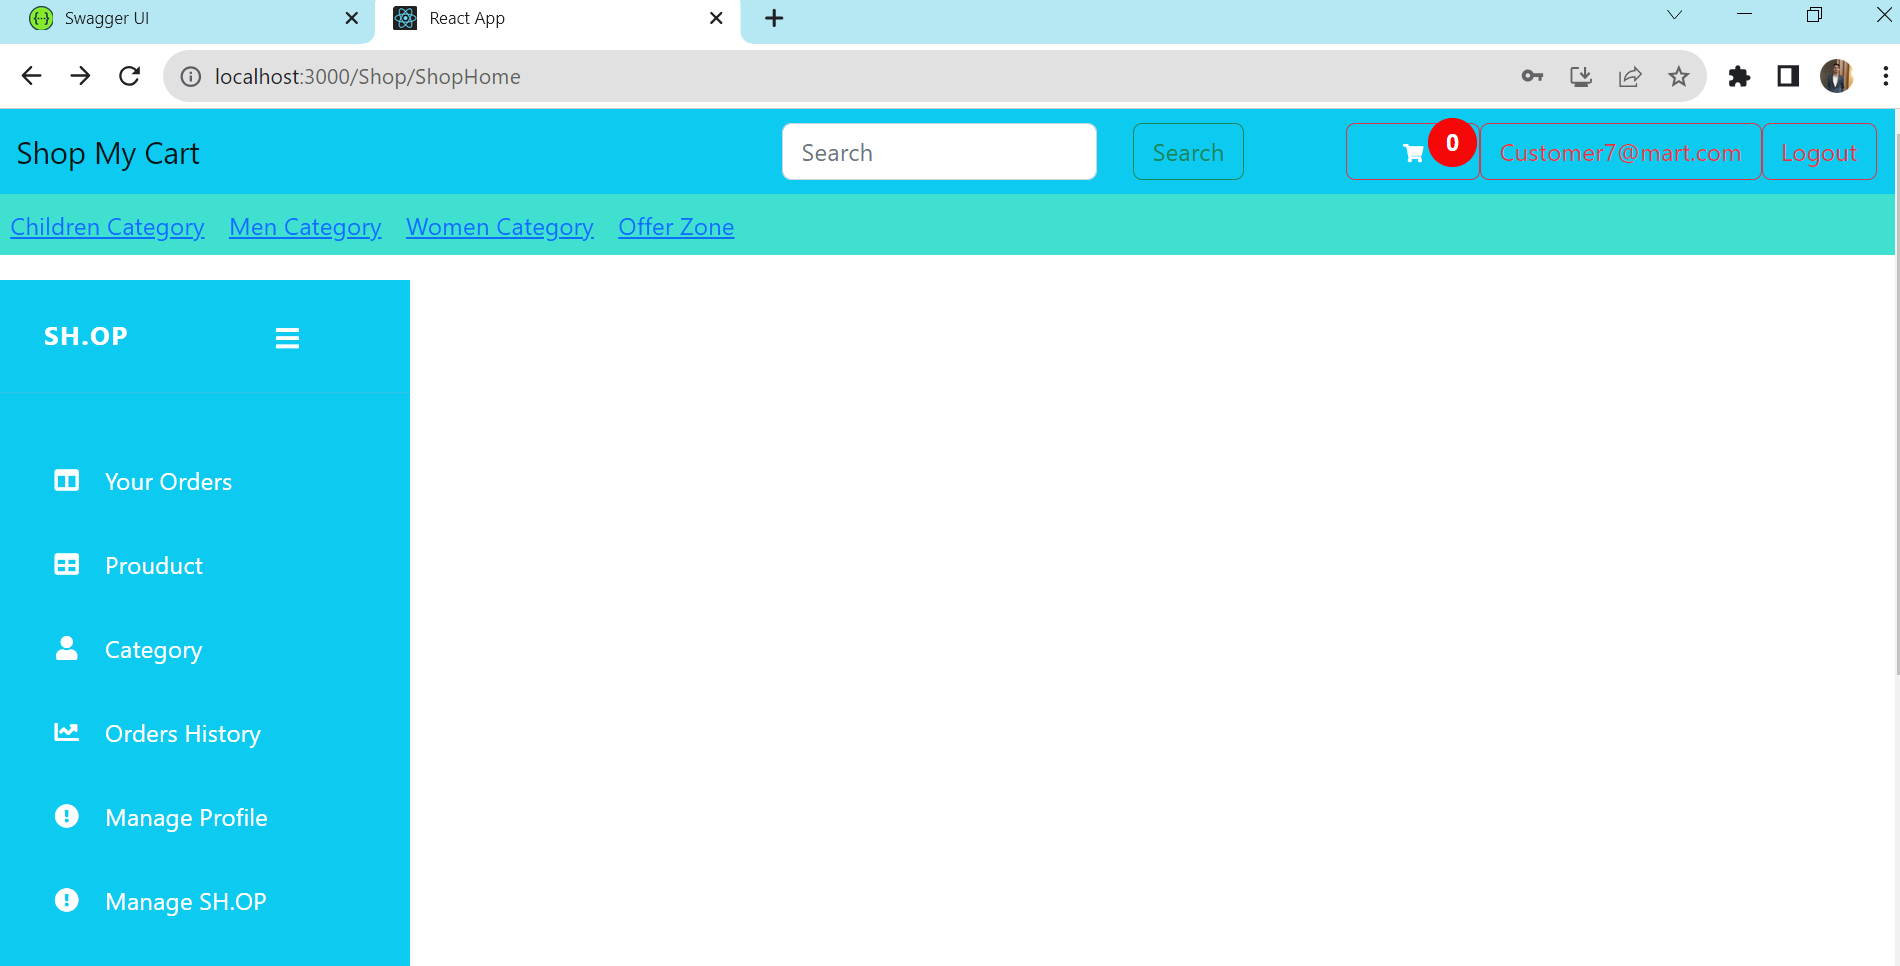 Swagger UI
React App
localhost:3000/Shop/ShopHome
Shop My Cart
Search
Search
0
Customer7@mart.com
Logout
Children Category Men Category Women Category Offer Zone
SH.OP
Your Orders
Prouduct
Category
Orders History
Manage Profile
Manage SH.OP